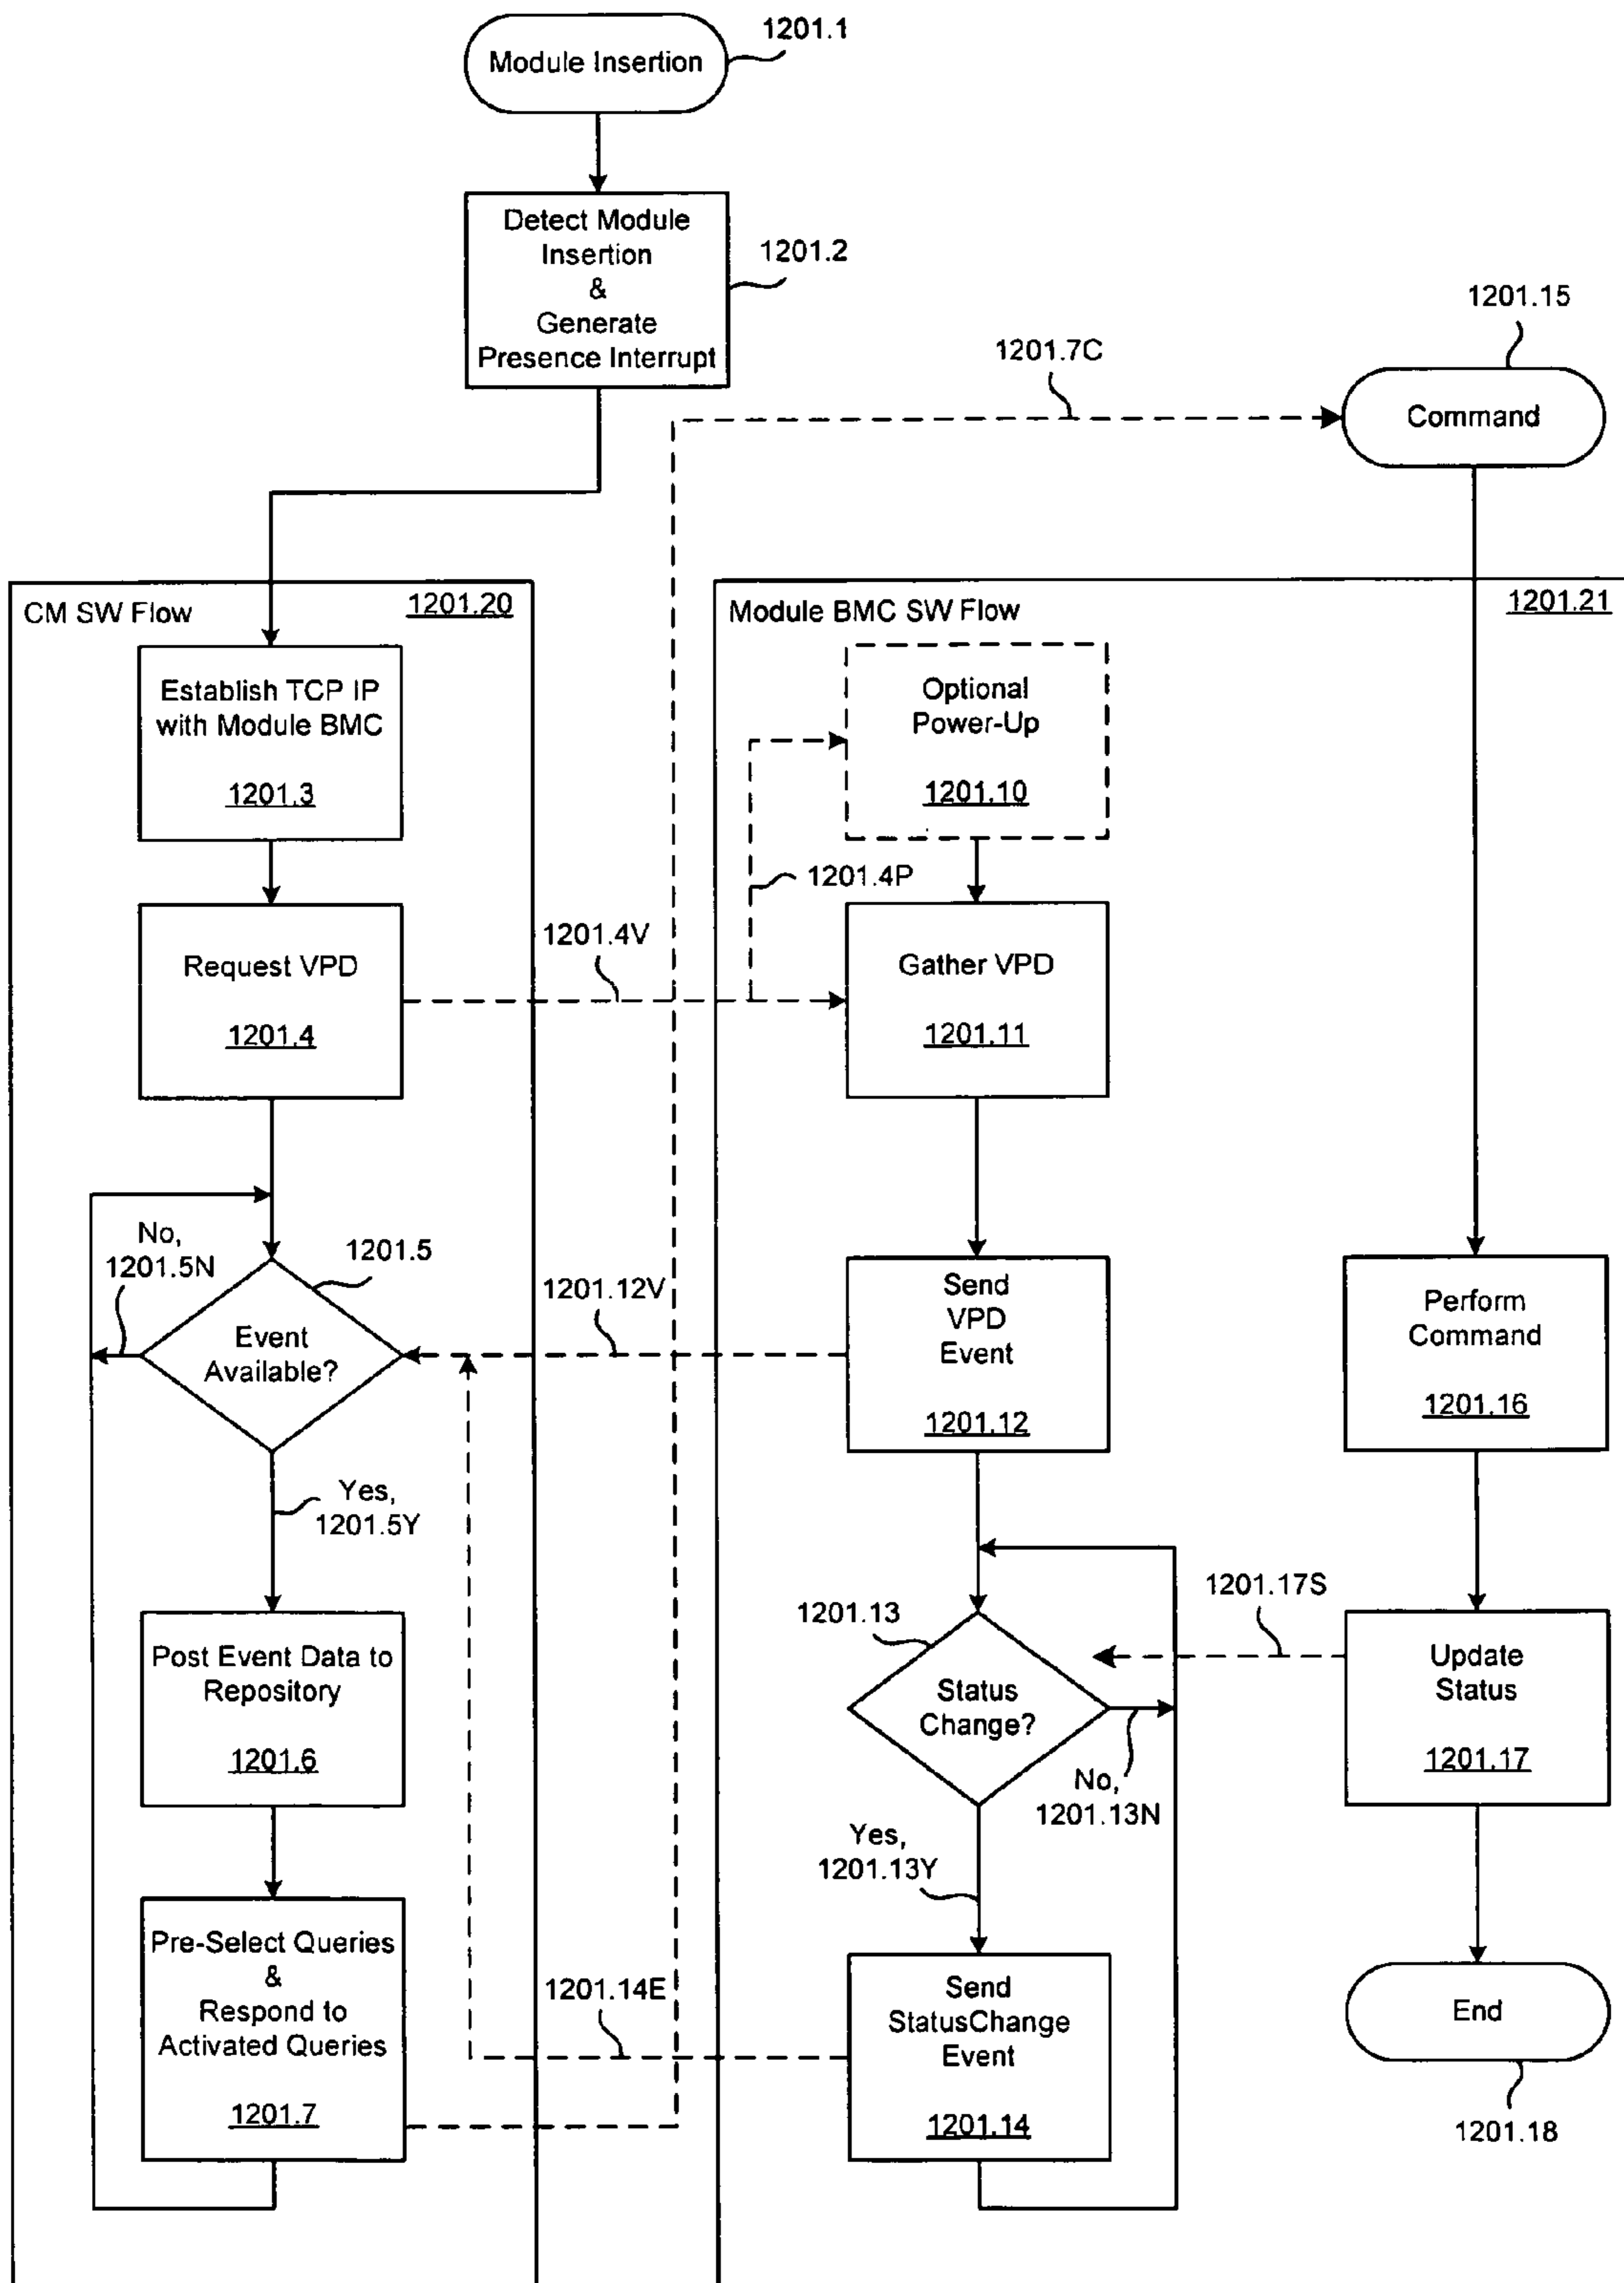 1201.1
Module Insertion
Detect Module
Insertion
&
Generate
Presence Interrupt
1201.2
1201.15
1201.7C
Command
CM SW Flow
1201.20
Establish TCP IP
with Module BMC
1201.3
Request VPD
1201.4
1201.4V
No,
1201.5N
1201.5
Event
Available?
1201.12V
Yes,
1201.5Y
Post Event Data to
Repository
1201.6
Pre-Select Queries
&
Respond to
Activated Queries
1201.7
1201.14E
Module BMC SW Flow
1201.21
Optional
Power-Up
1201.10
1201.4P
Gather VPD
1201.11
Send
VPD
Event
1201.12
1201.13
Status
Change?
No,
1201.13N
Yes,
1201.13Y
Send
StatusChange
Event
1201.14
Perform
Command
1201.16
1201.17S
Update
Status
1201.17
End
1201.18